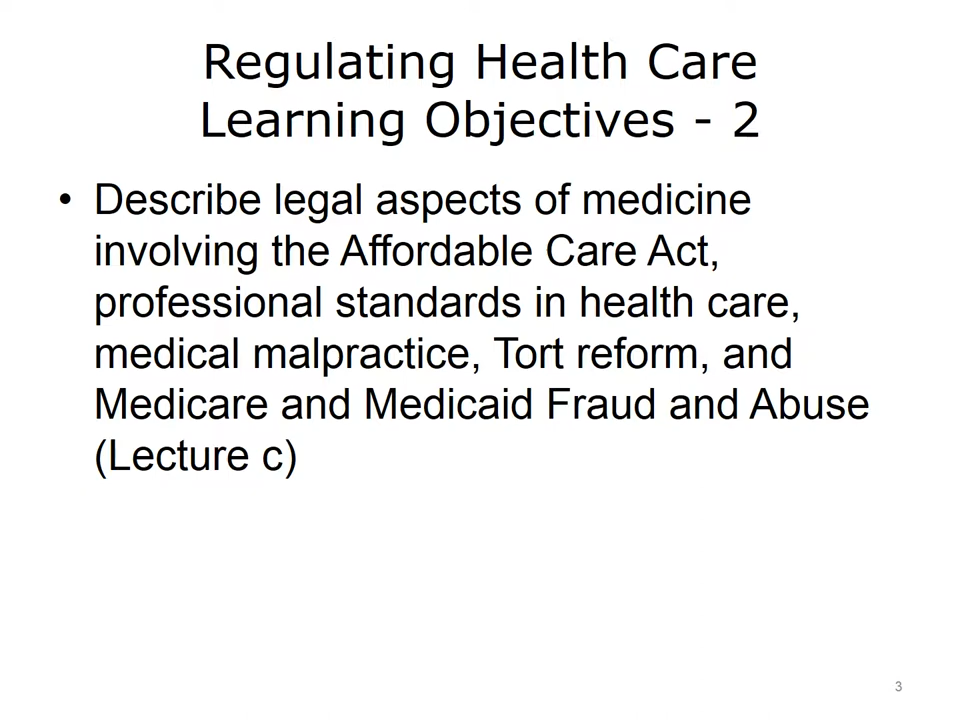 Regulating Health Care
Learning Objectives - 2
• Describe legal aspects of medicine
involving the Affordable Care Act,
professional standards in health care,
medical malpractice, Tort reform, and
Medicare and Medicaid Fraud and Abuse
(Lecture c)
3